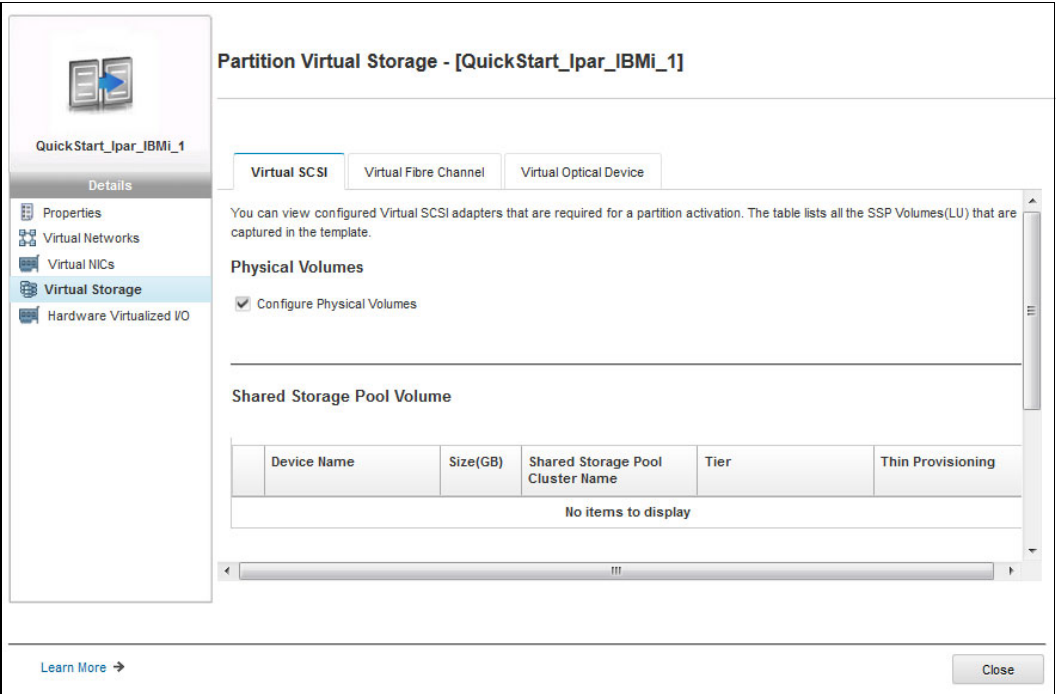 Partition Virtual Storage - [QuickStart_lpar_IBMi_1]
QuickStart_lpar_IBMi_1
Details
Properties
Virtual Networks
Virtual NICs
Virtual Storage
Hardware Virtualized I/O
Virtual SCSI
Virtual Fibre Channel
Virtual Optical Device
You can view configured Virtual SCSI adapters that are required for a partition activation. The table lists all the SSP Volumes(LU) that are
captured in the template.
Physical Volumes
Configure Physical Volumes
Shared Storage Pool Volume
Device Name
Size(GB)
Shared Storage Pool
Cluster Name
Tier
Thin Provisioning
No items to display
Learn More
Close